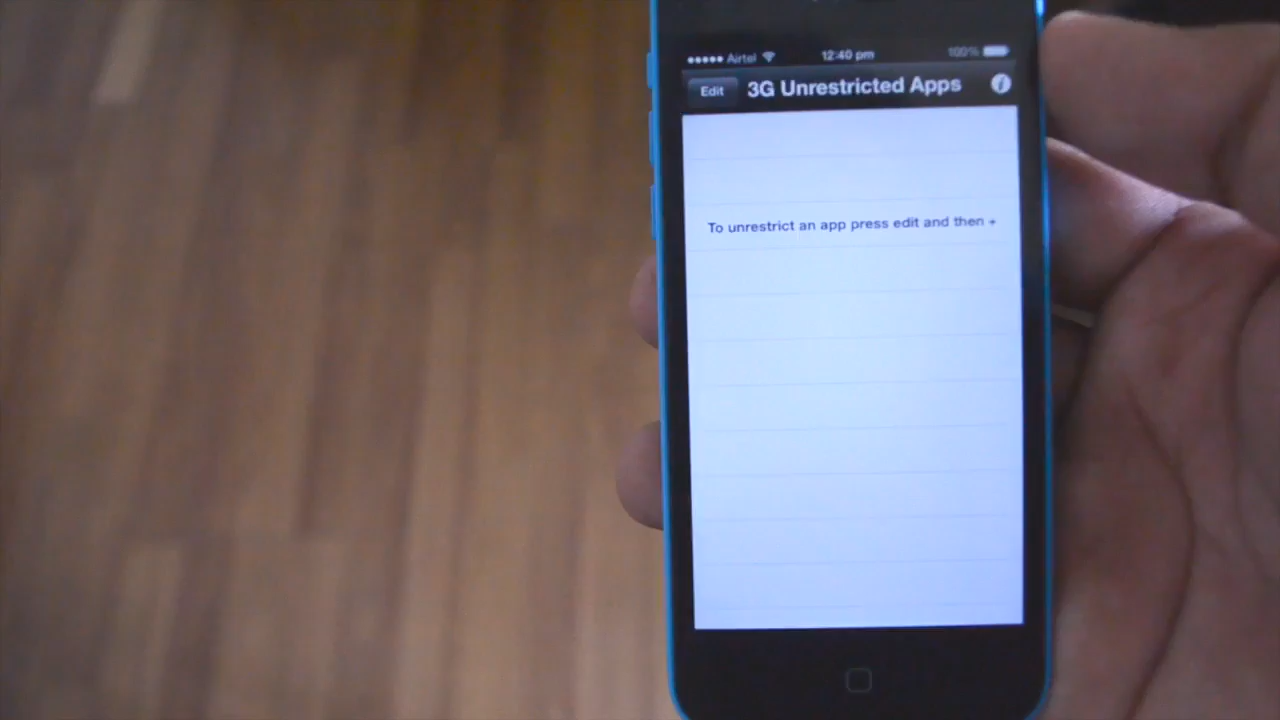 Airtel 12:40 pm 100%
Edit 3G Unrestricted Apps i
To unrestrict an app press edit and then +